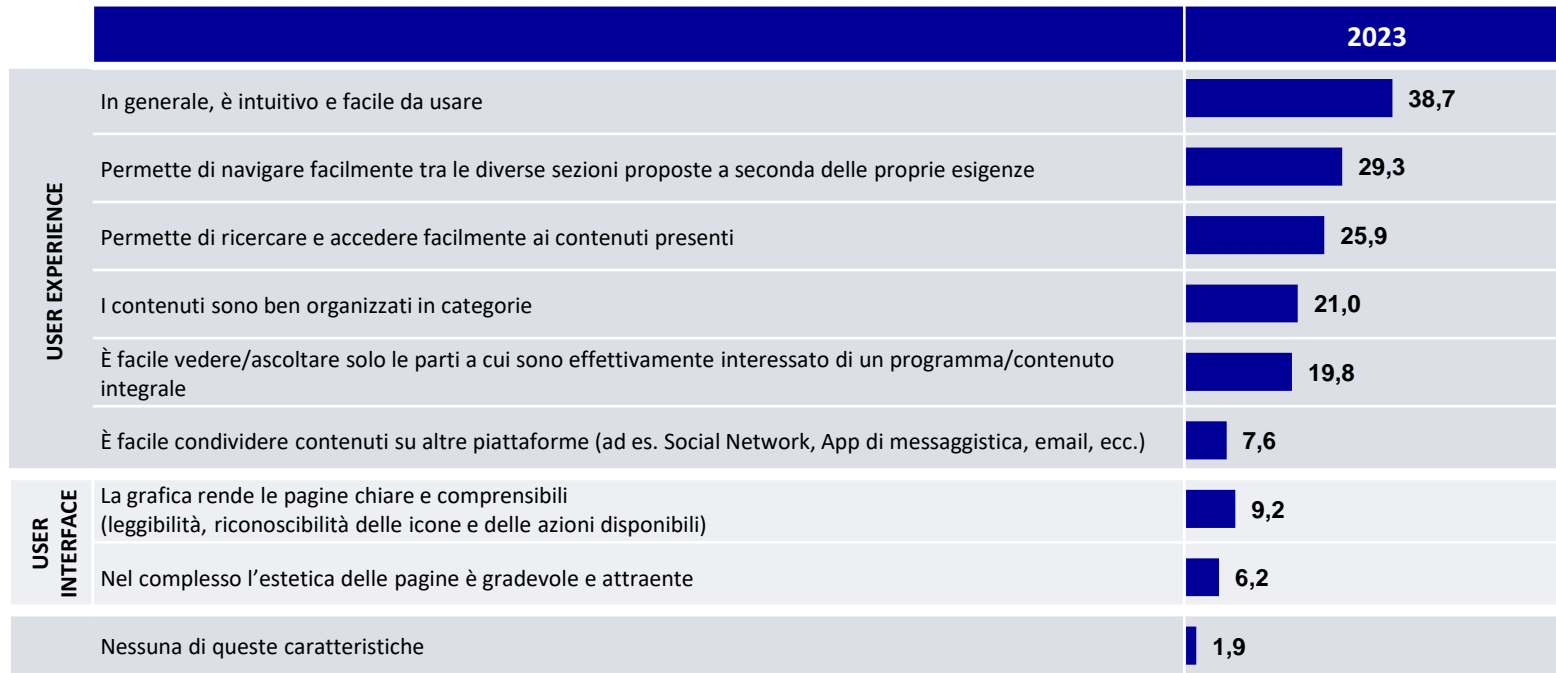 2023
USER EXPERIENCE
In generale, è intuitivo e facile da usare
38,7
Permette di navigare facilmente tra le diverse sezioni proposte a seconda delle proprie esigenze
29,3
Permette di ricercare e accedere facilmente ai contenuti presenti
25,9
I contenuti sono ben organizzati in categorie
21,0
È facile vedere/ascoltare solo le parti a cui sono effettivamente interessato di un programma/contenuto
integrale
19,8
È facile condividere contenuti su altre piattaforme (ad es. Social Network, App di messaggistica, email, ecc.)
7,6
USER
INTERFACE
La grafica rende le pagine chiare e comprensibili
(leggibilità, riconoscibilità delle icone e delle azioni disponibili)
9,2
Nel complesso l’estetica delle pagine è gradevole e attraente
6,2
Nessuna di queste caratteristiche
1,9